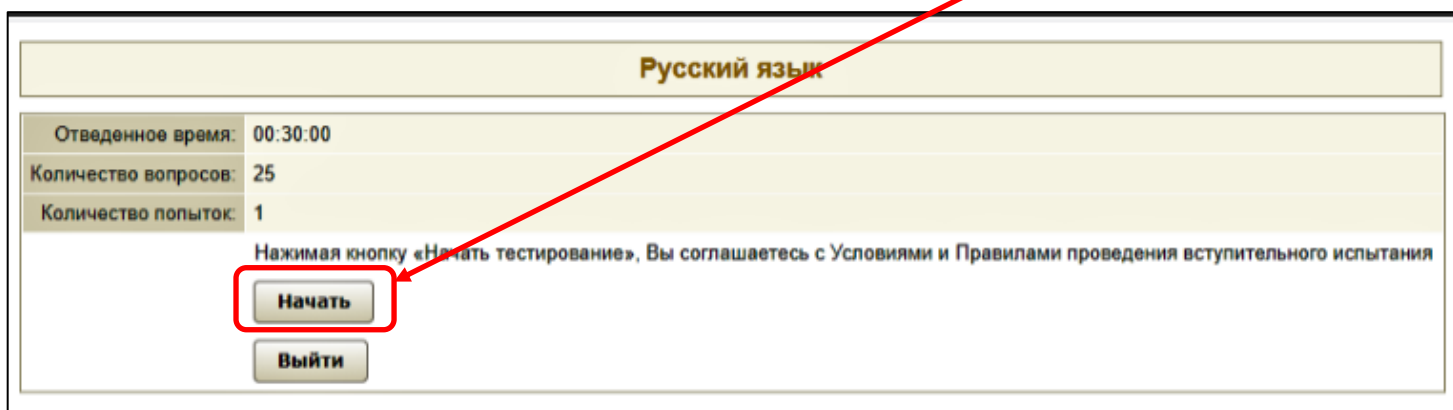 Русский язык
Отведенное время: 00:30:00
Количество вопросов: 25
Количество попыток: 1
Нажимая кнопку «Начать тестирование», Вы соглашаетесь с Условиями и Правилами проведения вступительного испытания
Начать
Выйти